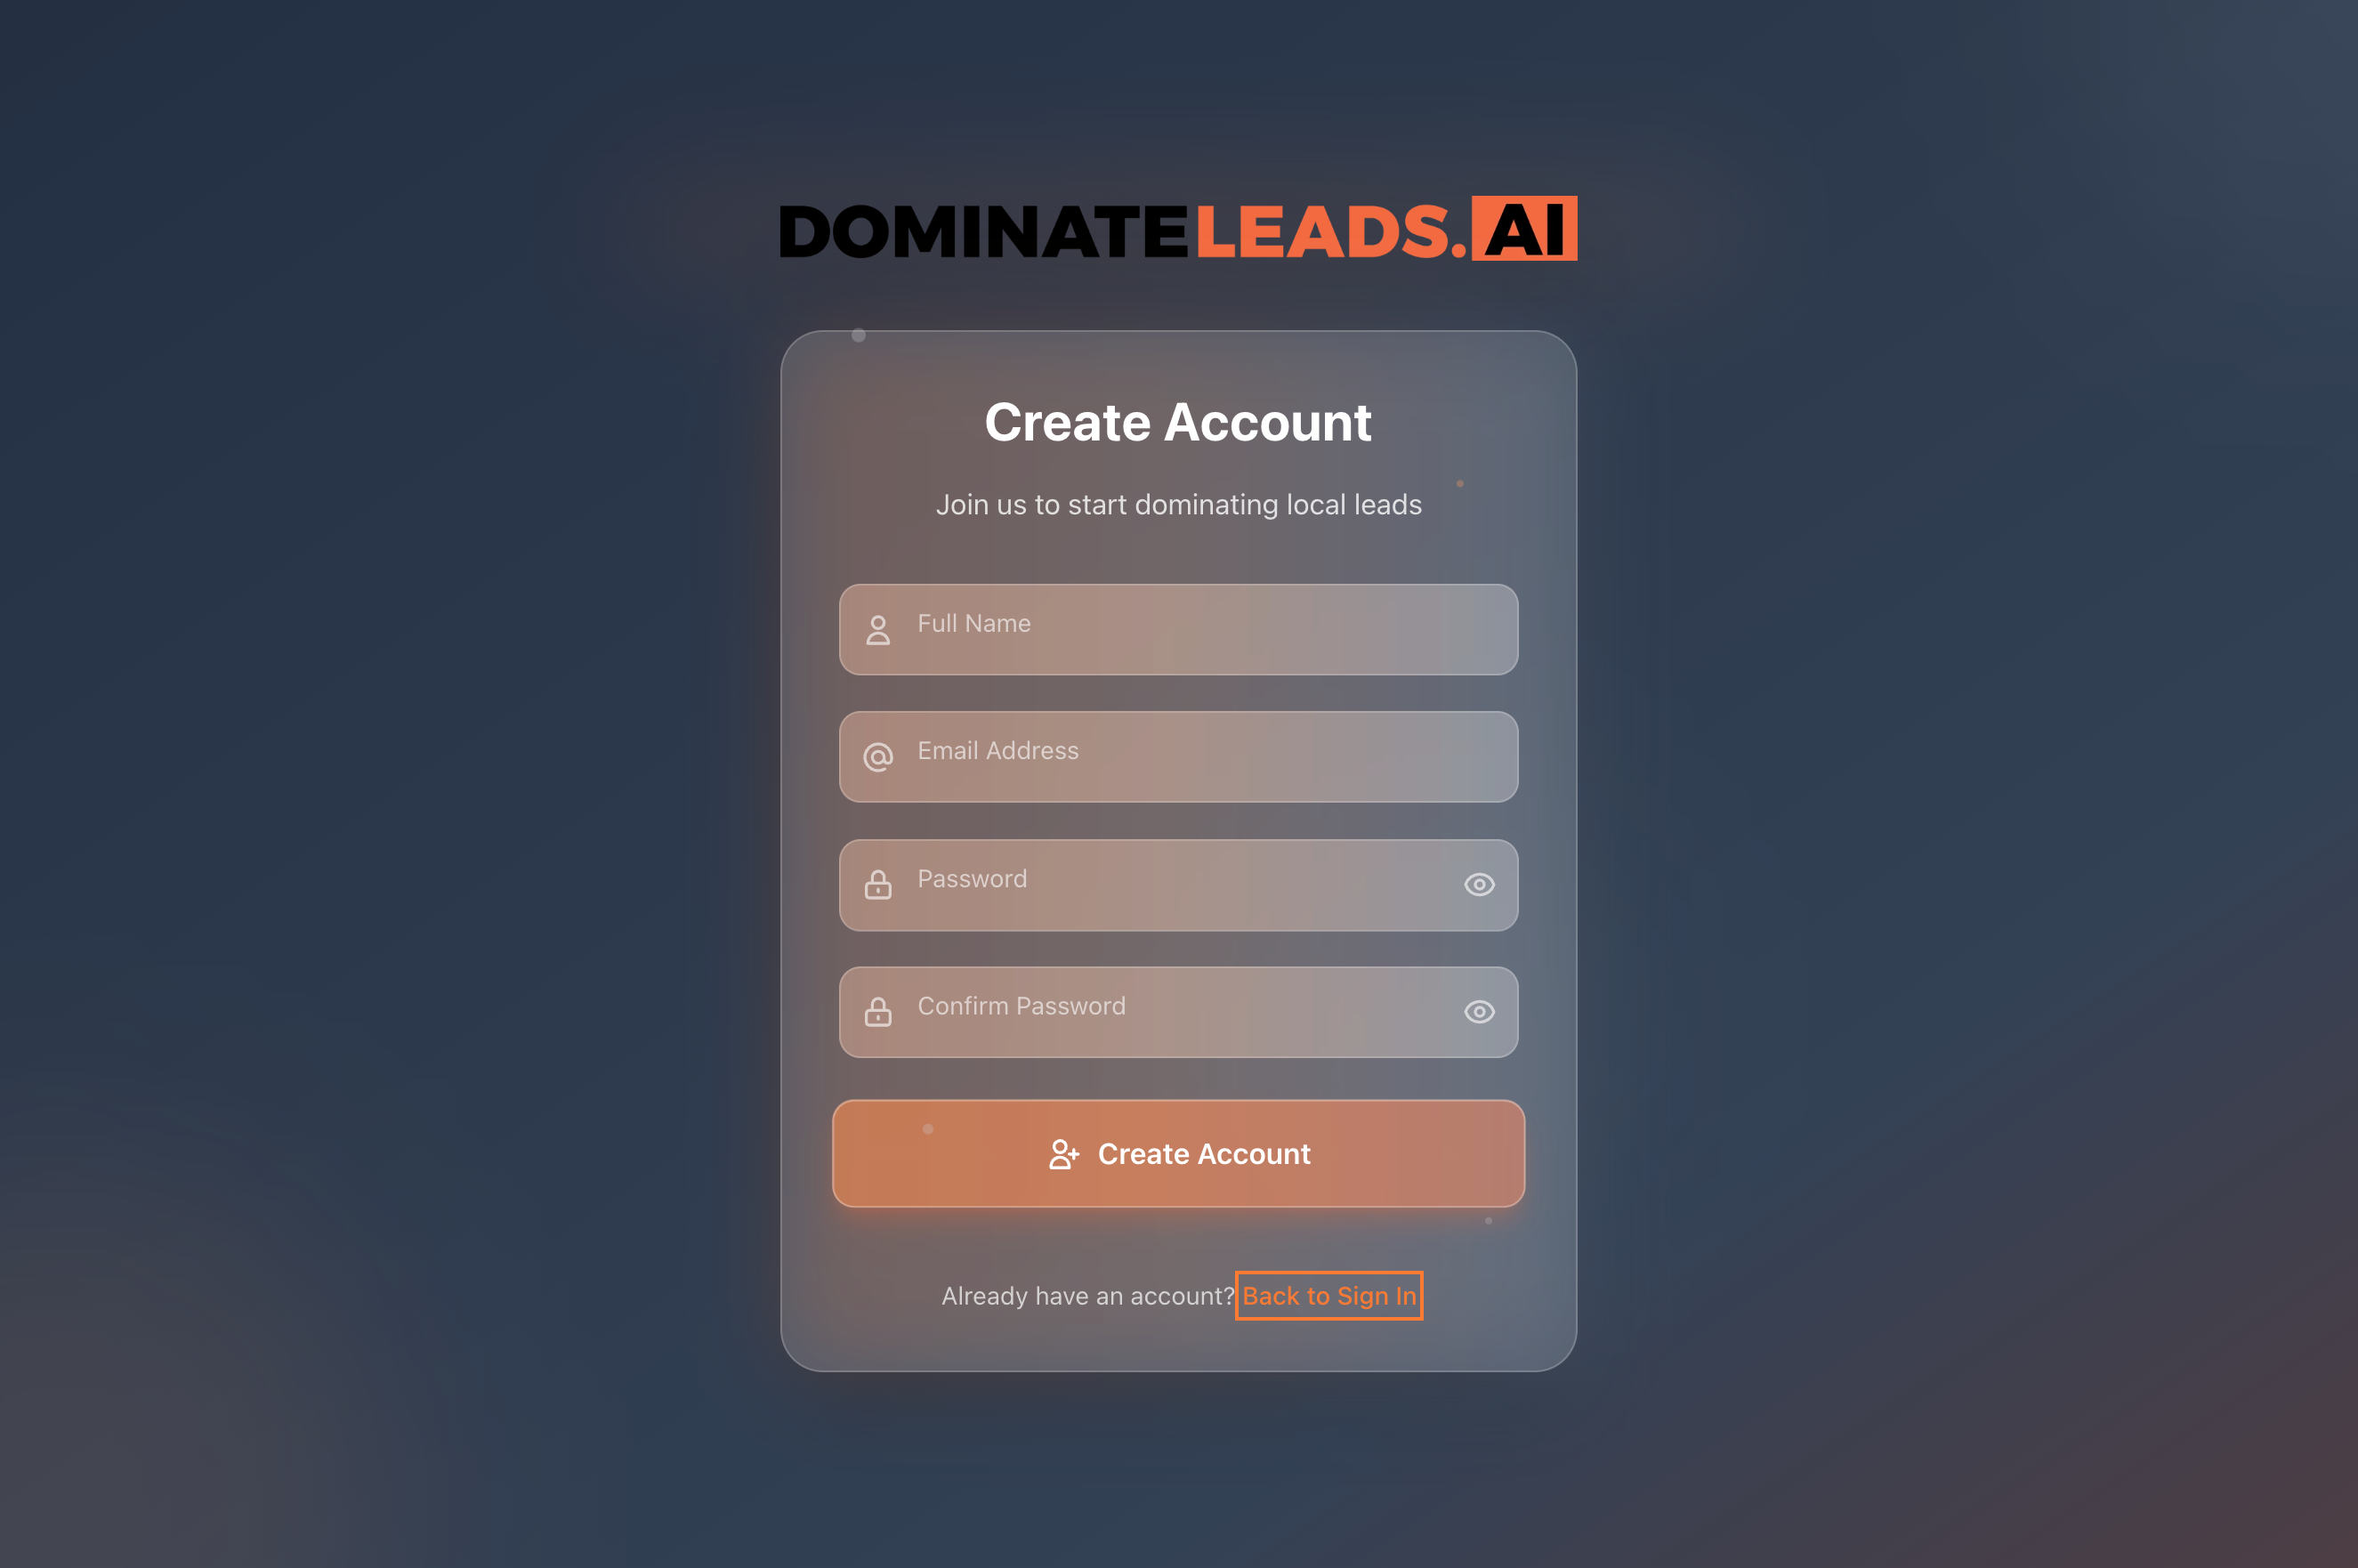 DOMINATELEADS.AI
Create Account
Join us to start dominating local leads
Full Name
Email Address
Password
Confirm Password
Create Account
Already have an account? Back to Sign In